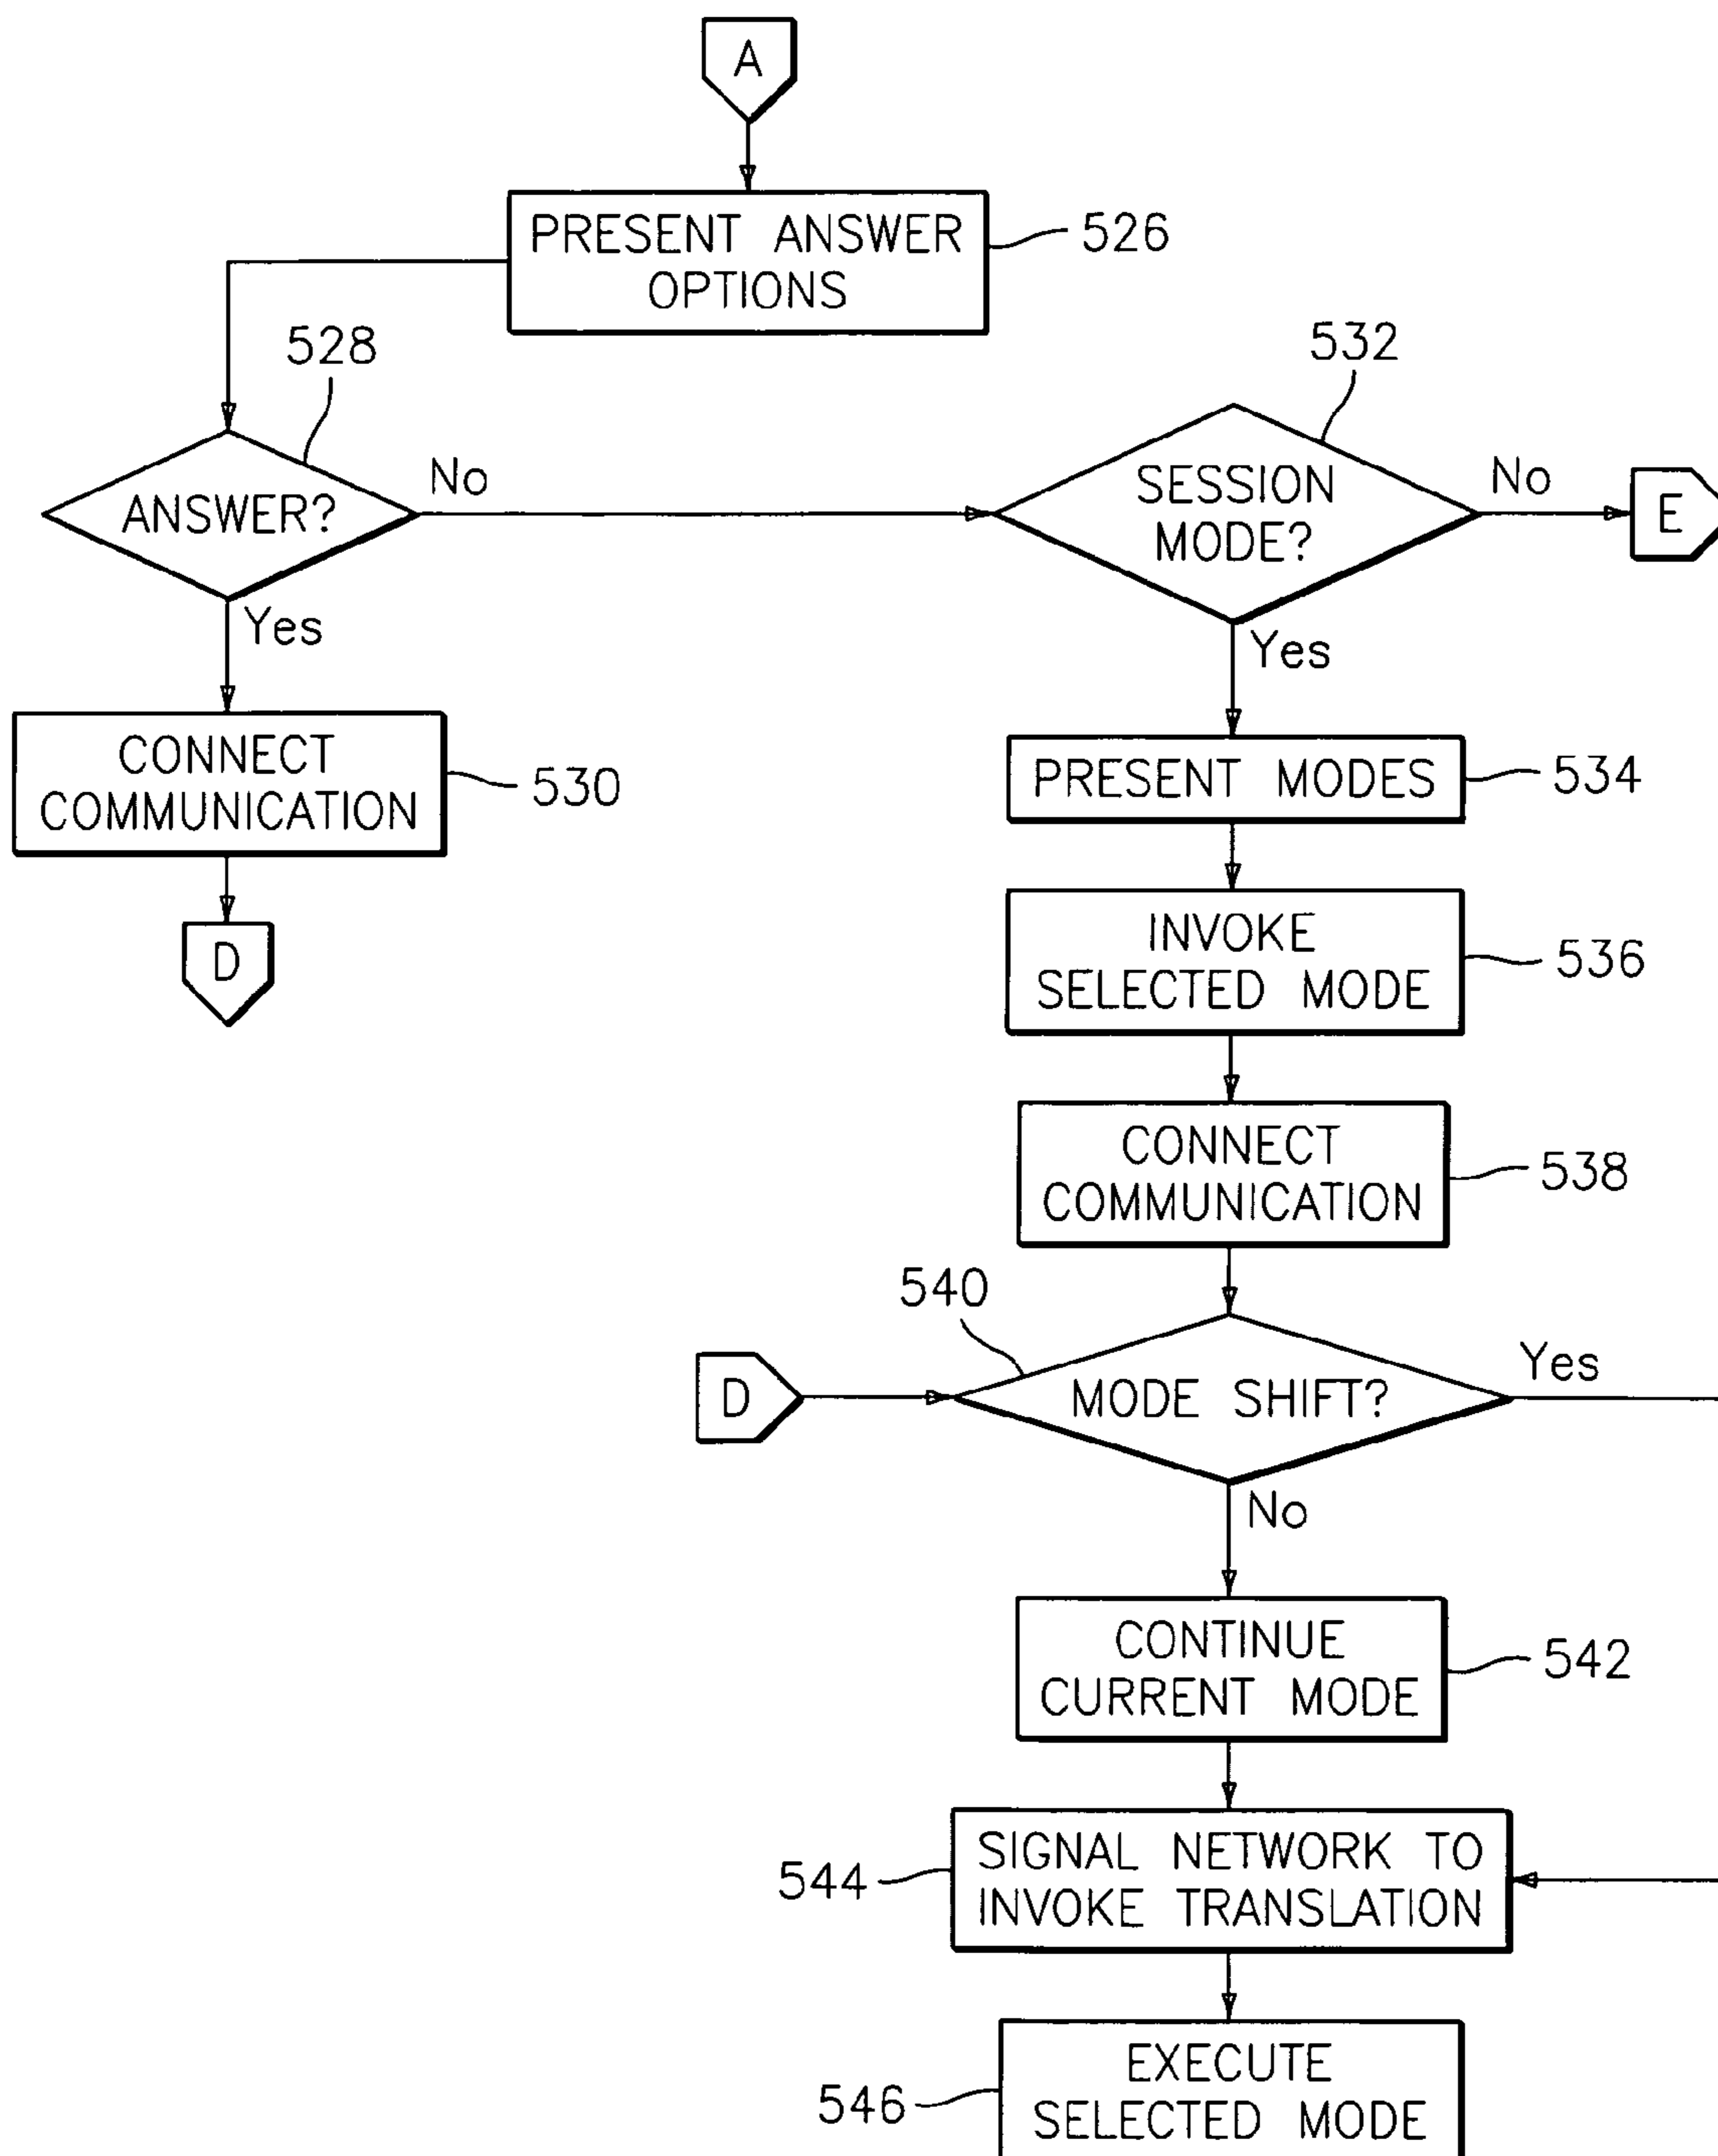 A
PRESENT ANSWER
OPTIONS
526
528
532
ANSWER?
No
SESSION
MODE?
No
E
Yes
Yes
CONNECT
COMMUNICATION
530
PRESENT MODES
534
D
INVOKE
SELECTED MODE
536
CONNECT
COMMUNICATION
538
540
D
MODE SHIFT?
Yes
No
CONTINUE
CURRENT MODE
542
SIGNAL NETWORK TO
INVOKE TRANSLATION
544
EXECUTE
SELECTED MODE
546